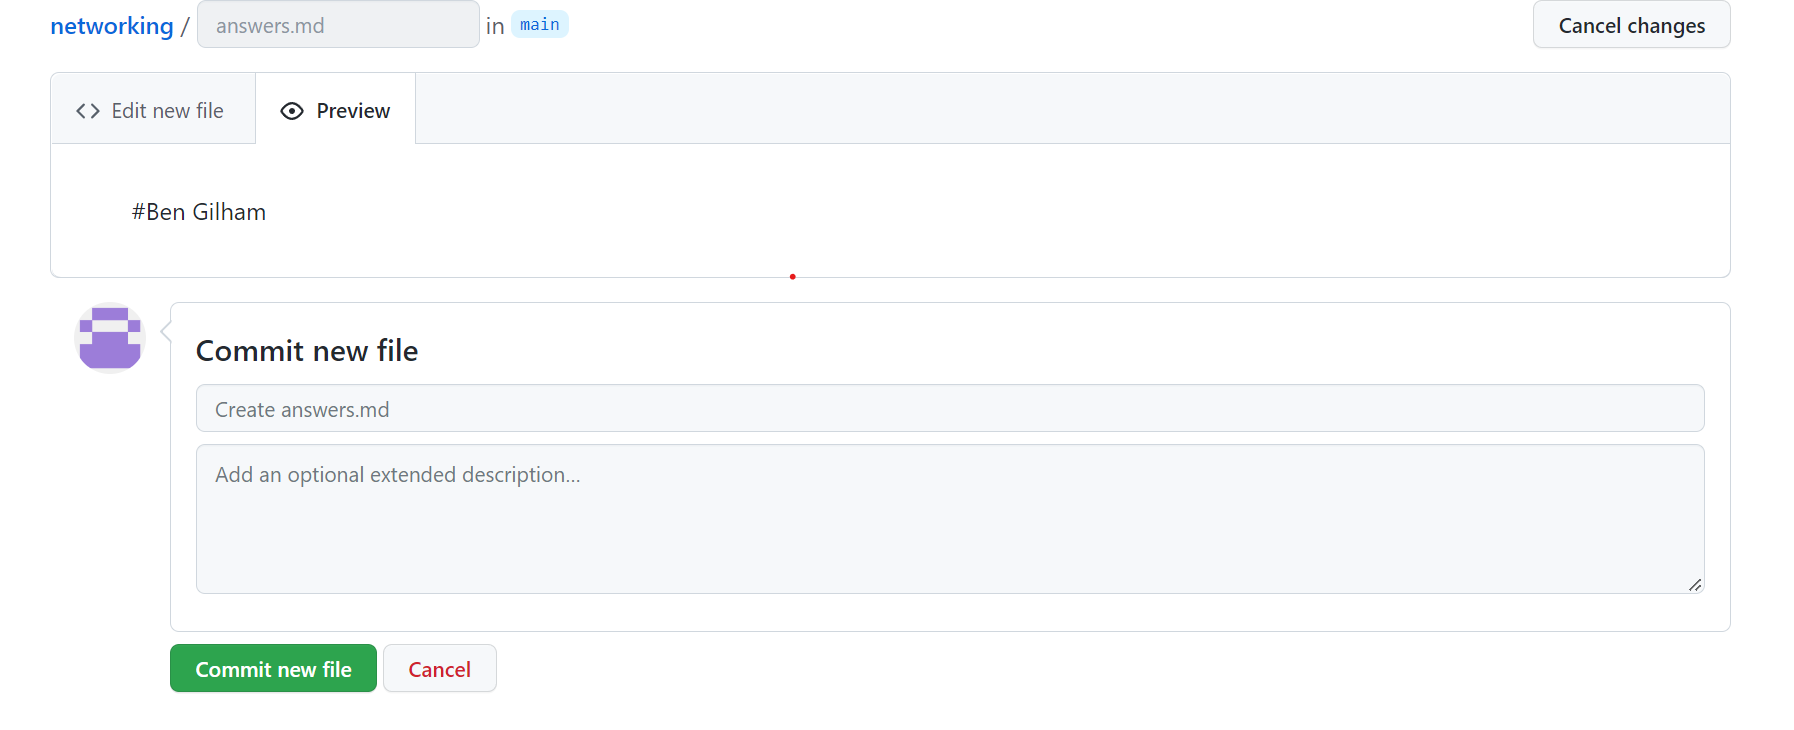 networking / answers.md in main Cancel changes
<> Edit new file Preview
#Ben Gilham
Commit new file
Create answers.md
Add an optional extended description...
Commit new file Cancel